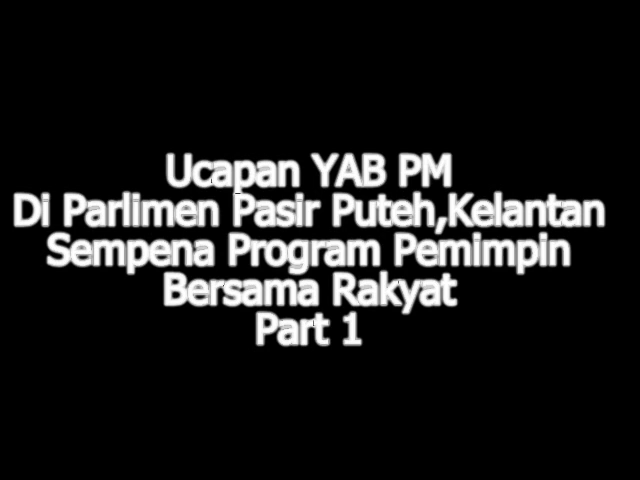 Ucapan YAB PM
Di Parlimen Pasir Puteh,Kelantan
Sempena Program Pemimpin
Bersama Rakyat
Part 1